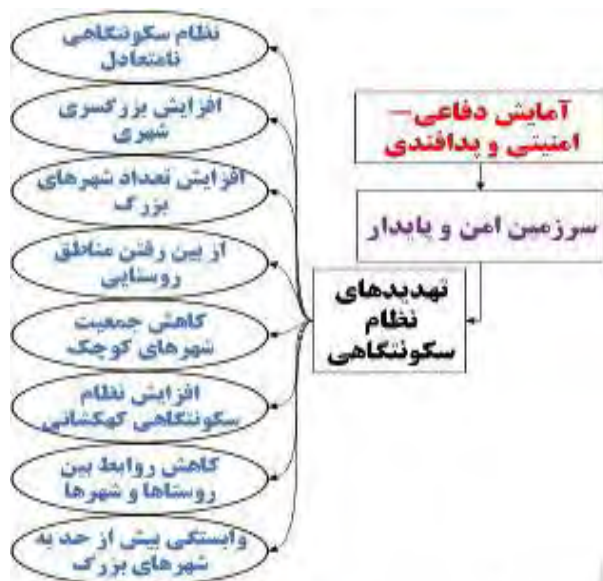 آمایش دفاعی–
امنیتی و پدافندی
سرزمین امن و پایدار
تهدیدهای
نظام
سکونتگاهی
نظام سکونتگاهی
نامتعادل
افزایش بزرگسری
شهری
افزایش تعداد شهرهای
بزرگ
از بین رفتن مناطق
روستایی
کاهش جمعیت
شهرهای کوچک
افزایش نظام
سکونتگاهی کهکشانی
کاهش روابط بین
روستاها و شهرها
وابستگی بیش از حد به
شهرهای بزرگ